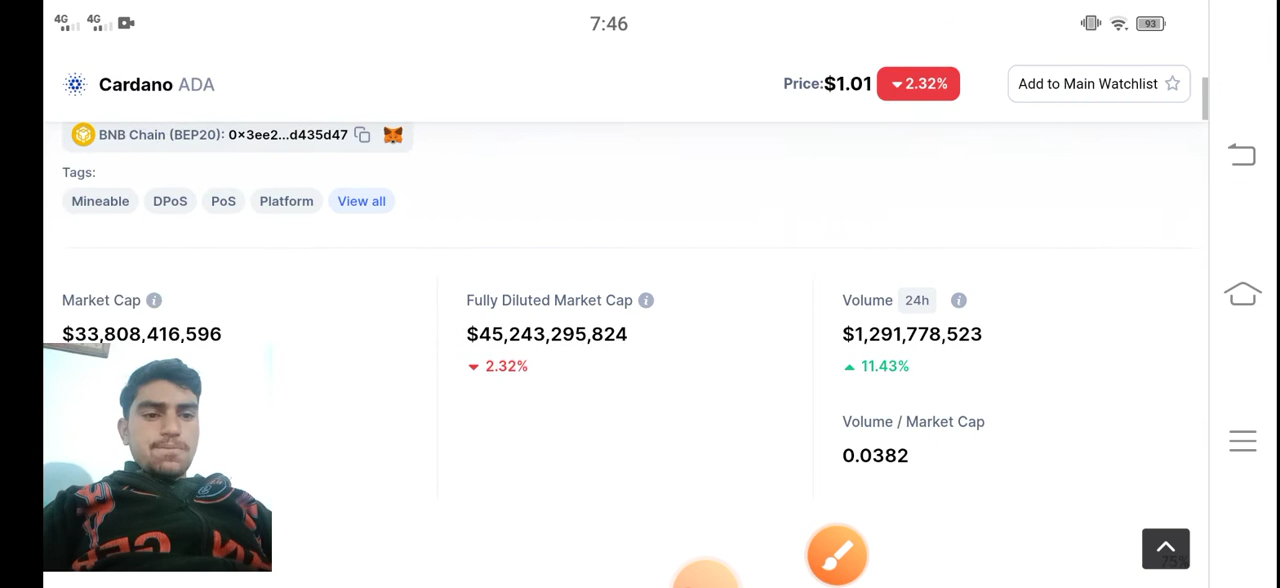 4G 4G 7:46 93
Cardano ADA Price:$1.01 2.32% Add to Main Watchlist
BNB Chain (BEP20): 0x3ee2...d435d47
Tags:
Mineable DPoS PoS Platform View all
Market Cap Fully Diluted Market Cap Volume 24h
$33,808,416,596 $45,243,295,824 $1,291,778,523
2.32% 11.43%
Volume / Market Cap
0.0382
75%